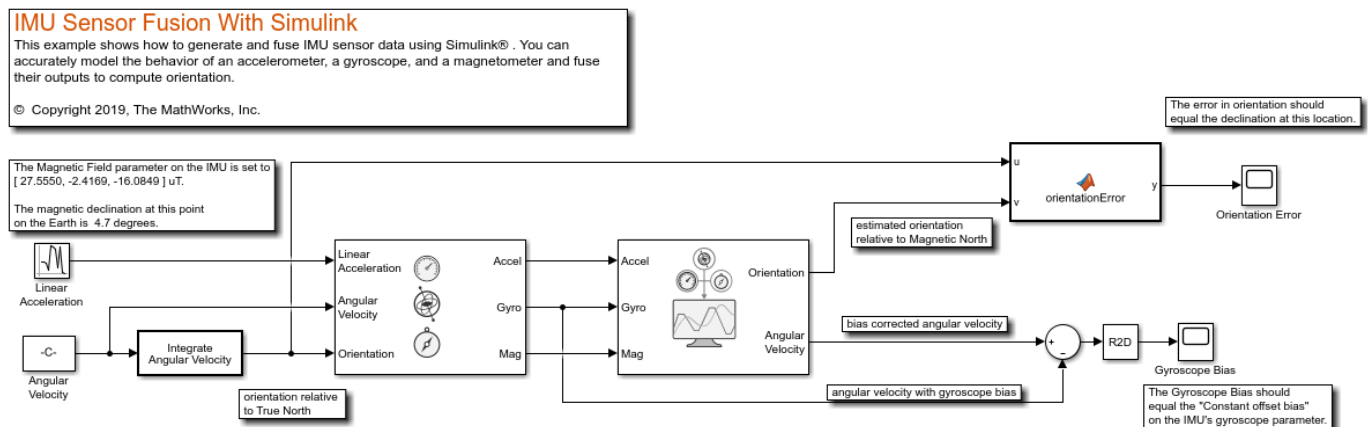 IMU Sensor Fusion With Simulink
This example shows how to generate and fuse IMU sensor data using Simulink® . You can
accurately model the behavior of an accelerometer, a gyroscope, and a magnetometer and fuse
their outputs to compute orientation.
© Copyright 2019, The MathWorks, Inc.
The error in orientation should
equal the declination at this location.
The Magnetic Field parameter on the IMU is set to
[ 27.5550, -2.4169, -16.0849 ] uT.
The magnetic declination at this point
on the Earth is 4.7 degrees.
u
v
orientationError
y
Orientation Error
estimated orientation
relative to Magnetic North
Linear
Acceleration
Linear
Acceleration
Angular
Velocity
Orientation
Accel
Gyro
Mag
Accel
Gyro
Mag
Orientation
Angular
Velocity
-C-
Angular
Velocity
Integrate
Angular Velocity
orientation relative
to True North
bias corrected angular velocity
angular velocity with gyroscope bias
+
−
R2D
Gyroscope Bias
The Gyroscope Bias should
equal the "Constant offset bias"
on the IMU's gyroscope parameter.